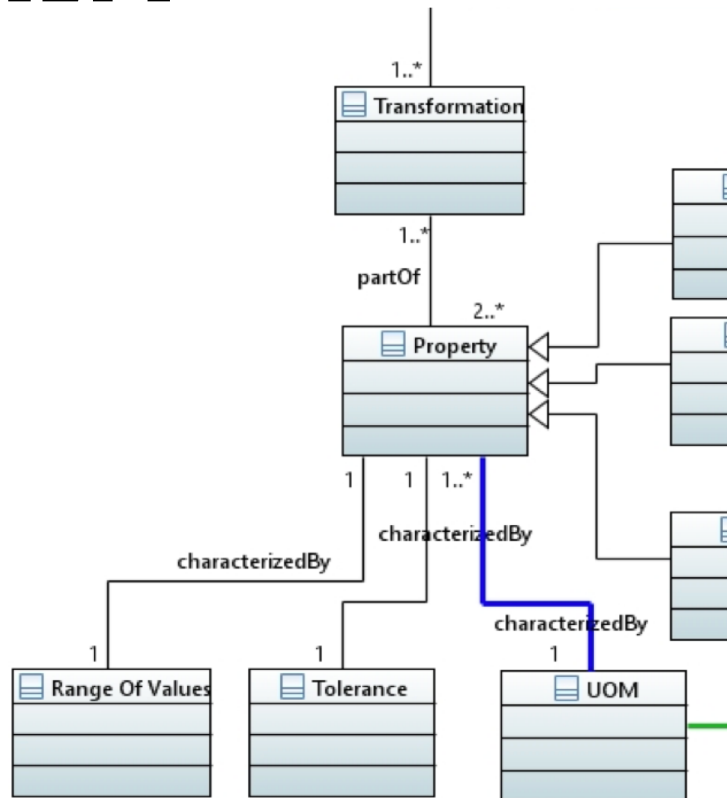 1..*
Transformation
1..*
partOf
2..*
Property
1
1
1..*
characterizedBy
characterizedBy
characterizedBy
1
1
1
Range Of Values
Tolerance
UOM